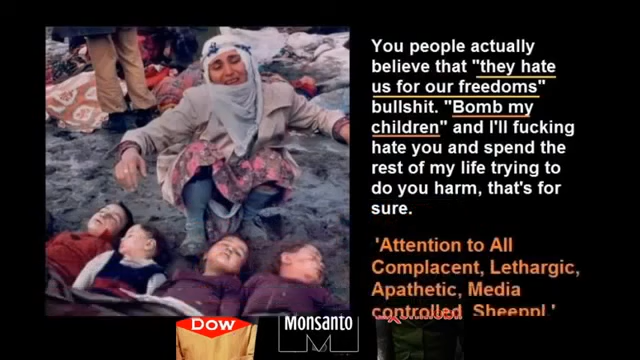 You people actually
believe that "they hate
us for our freedoms"
bullshit. "Bomb my
children" and I'll fucking
hate you and spend the
rest of my life trying to
do you harm, that's for
sure.
'Attention to All
Complacent, Lethargic,
Apathetic, Media
controlled Sheeppl.'
DOW
Monsanto